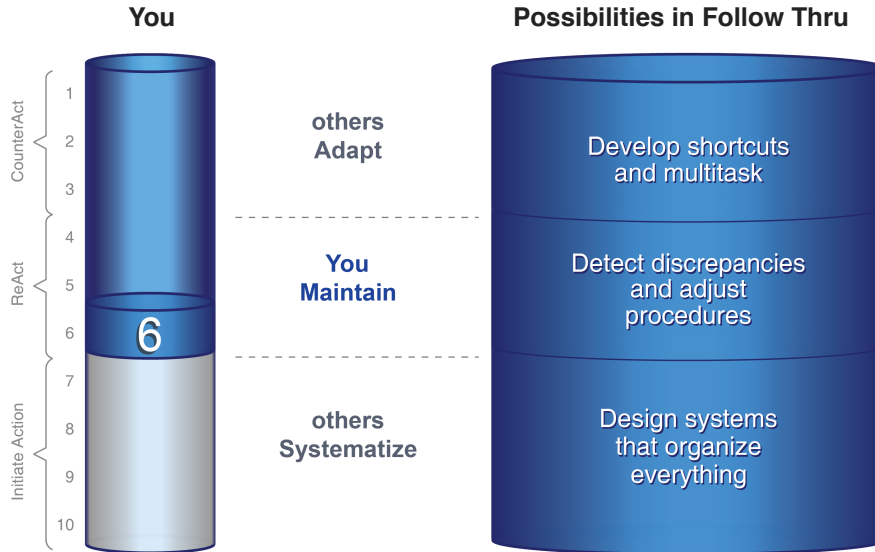 You
Possibilities in Follow Thru
CounterAct
1
2
3
others
Adapt
Develop shortcuts
and multitask
ReAct
4
5
6
6
You
Maintain
Detect discrepancies
and adjust
procedures
Initiate Action
7
8
9
10
others
Systematize
Design systems
that organize
everything